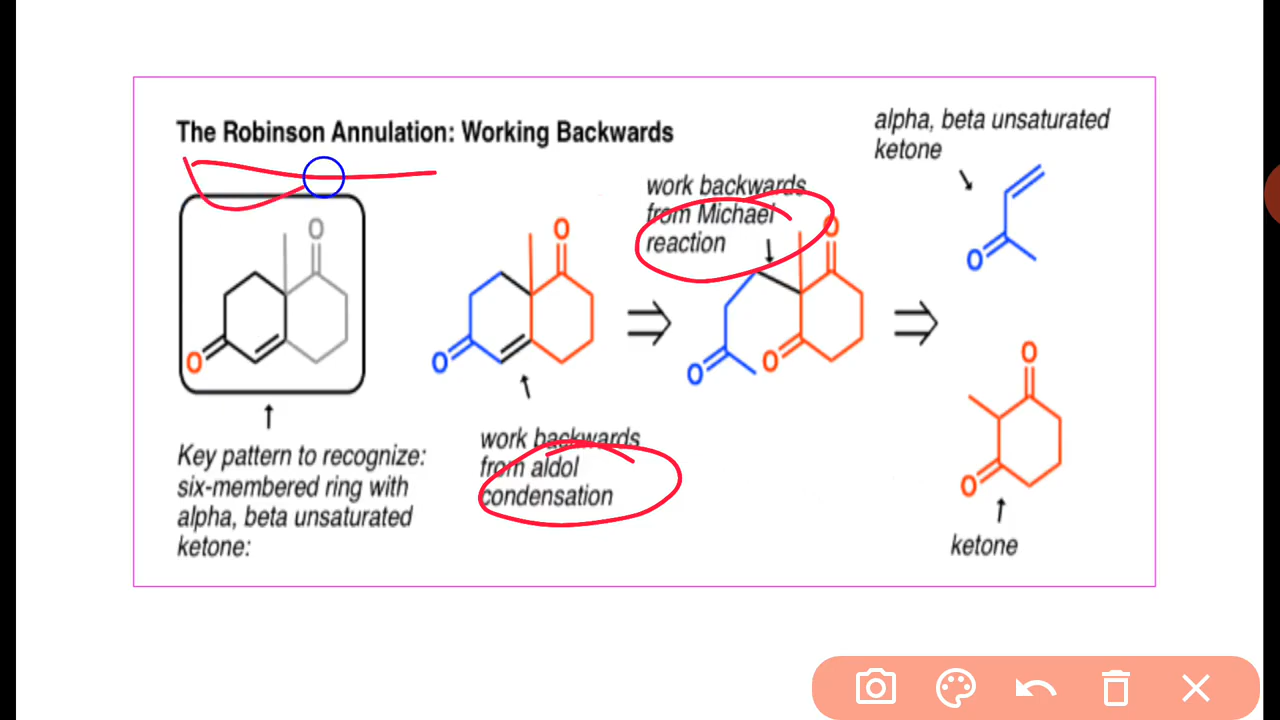 The Robinson Annulation: Working Backwards
alpha, beta unsaturated
ketone
work backwards
from Michael
reaction
O
O
O
O
O
O
O
O
O
O
work backwards
from aldol
condensation
Key pattern to recognize:
six-membered ring with
alpha, beta unsaturated
ketone:
ketone